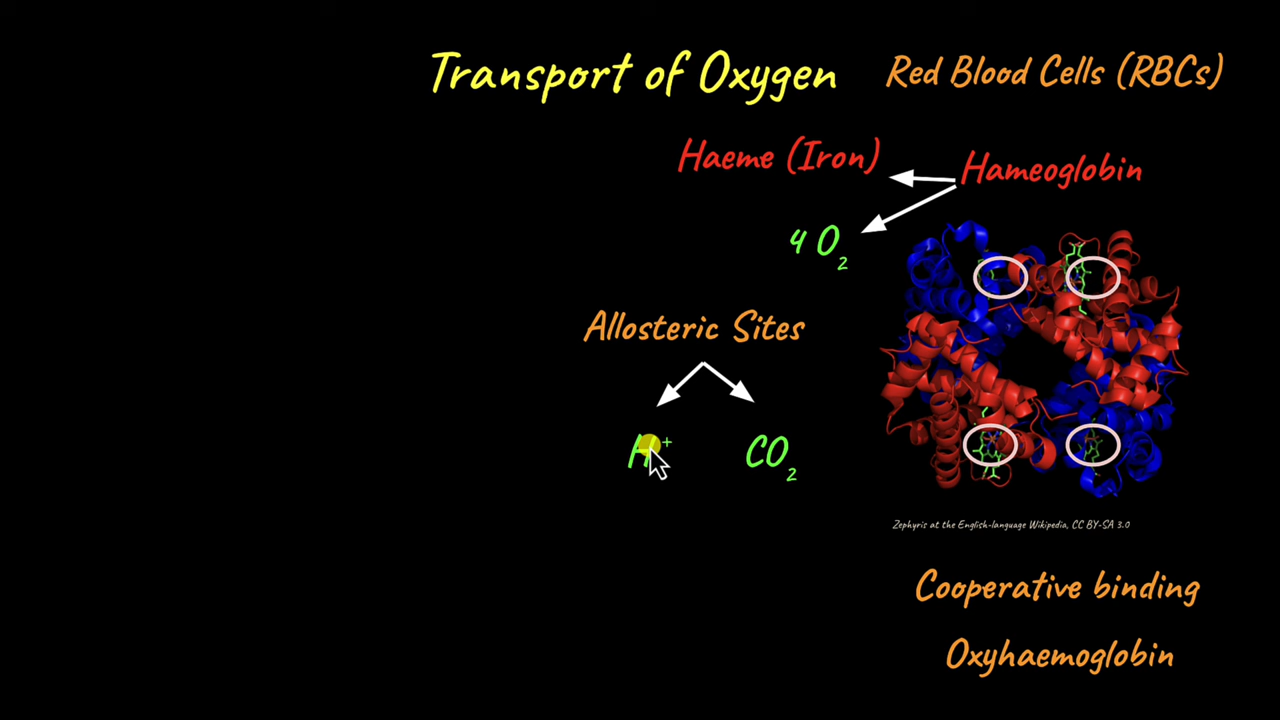 Transport of Oxygen
Red Blood Cells (RBCs)
Haeme (Iron)
Hameoglobin
4 O2
Allosteric Sites
H+
CO2
Zephyris at the English-language Wikipedia, CC BY-SA 3.0
Cooperative binding
Oxyhaemoglobin